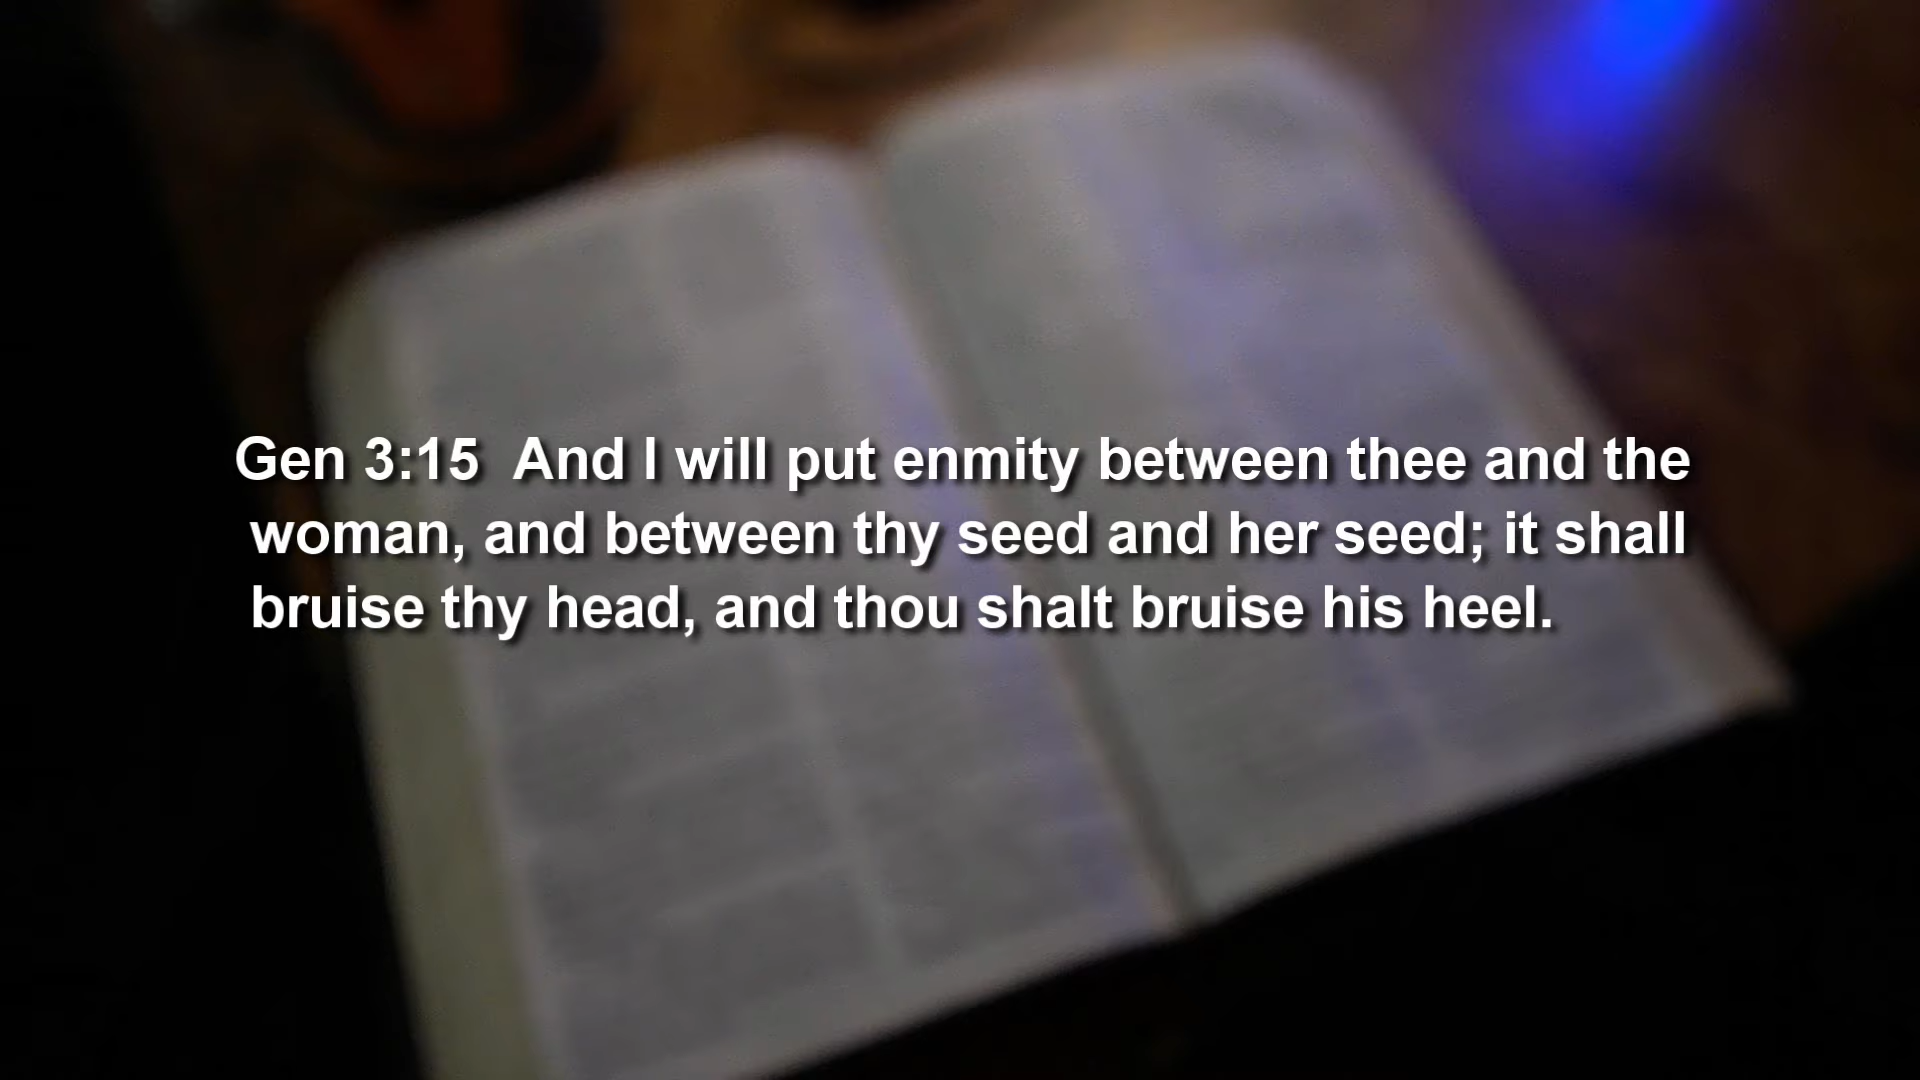 Gen 3:15  And I will put enmity between thee and the
woman, and between thy seed and her seed; it shall
bruise thy head, and thou shalt bruise his heel.